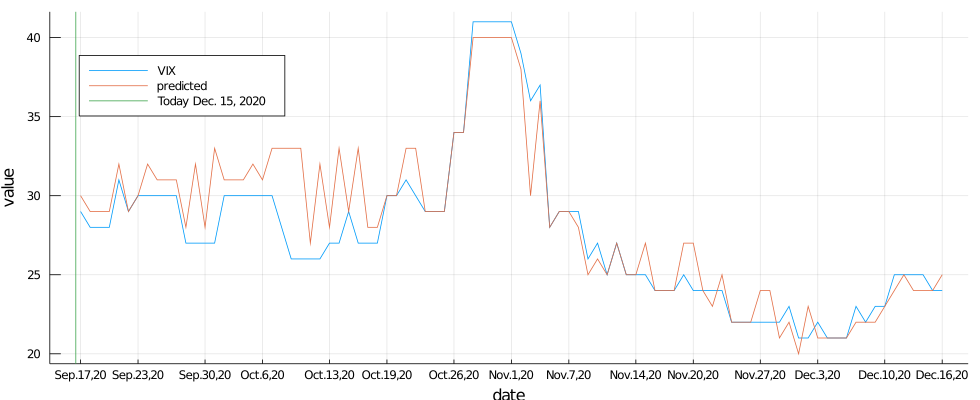 40
35
30
25
20
value
VIX
predicted
Today Dec. 15, 2020
Sep.17,20 Sep.23,20 Sep.30,20 Oct.6,20 Oct.13,20 Oct.19,20 Oct.26,20 Nov.1,20 Nov.7,20 Nov.14,20 Nov.20,20 Nov.27,20 Dec.3,20 Dec.10,20 Dec.16,20
date